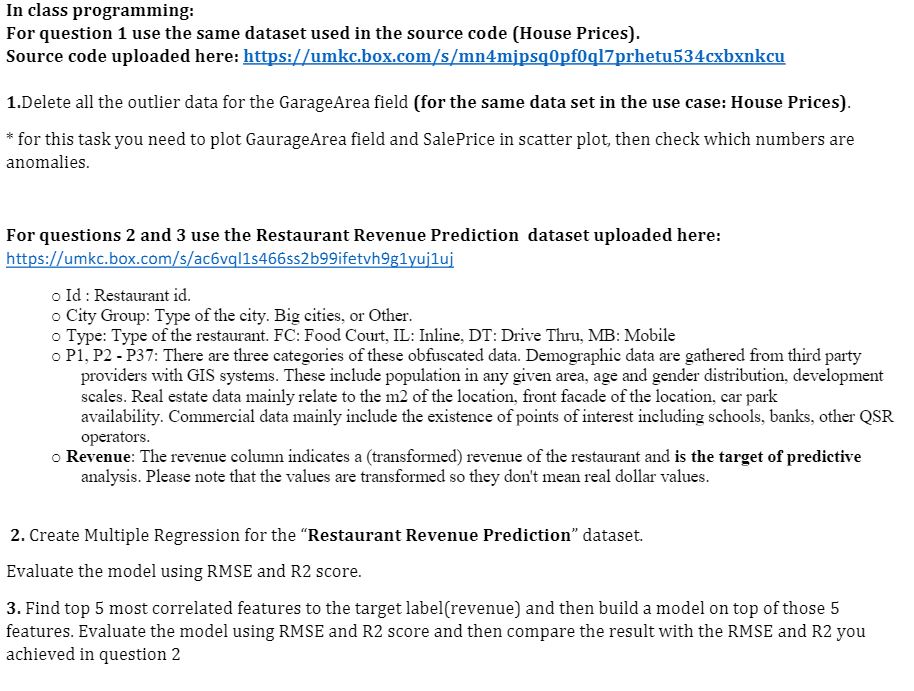 In class programming:
For question 1 use the same dataset used in the source code (House Prices).
Source code uploaded here: https://umkc.box.com/s/mn4mjpsq0pf0ql7prhetu534cxbxnkcu
1.Delete all the outlier data for the GarageArea field (for the same data set in the use case: House Prices).
* for this task you need to plot GaurageArea field and SalePrice in scatter plot, then check which numbers are
anomalies.
For questions 2 and 3 use the Restaurant Revenue Prediction dataset uploaded here:
https://umkc.box.com/s/ac6vql1s466ss2b99ifetvh9g1yuj1uj
o Id : Restaurant id.
o City Group: Type of the city. Big cities, or Other.
o Type: Type of the restaurant. FC: Food Court, IL: Inline, DT: Drive Thru, MB: Mobile
o P1, P2 - P37: There are three categories of these obfuscated data. Demographic data are gathered from third party
providers with GIS systems. These include population in any given area, age and gender distribution, development
scales. Real estate data mainly relate to the m2 of the location, front facade of the location, car park
availability. Commercial data mainly include the existence of points of interest including schools, banks, other QSR
operators.
o Revenue: The revenue column indicates a (transformed) revenue of the restaurant and is the target of predictive
analysis. Please note that the values are transformed so they don't mean real dollar values.
2. Create Multiple Regression for the “Restaurant Revenue Prediction” dataset.
Evaluate the model using RMSE and R2 score.
3. Find top 5 most correlated features to the target label(revenue) and then build a model on top of those 5
features. Evaluate the model using RMSE and R2 score and then compare the result with the RMSE and R2 you
achieved in question 2